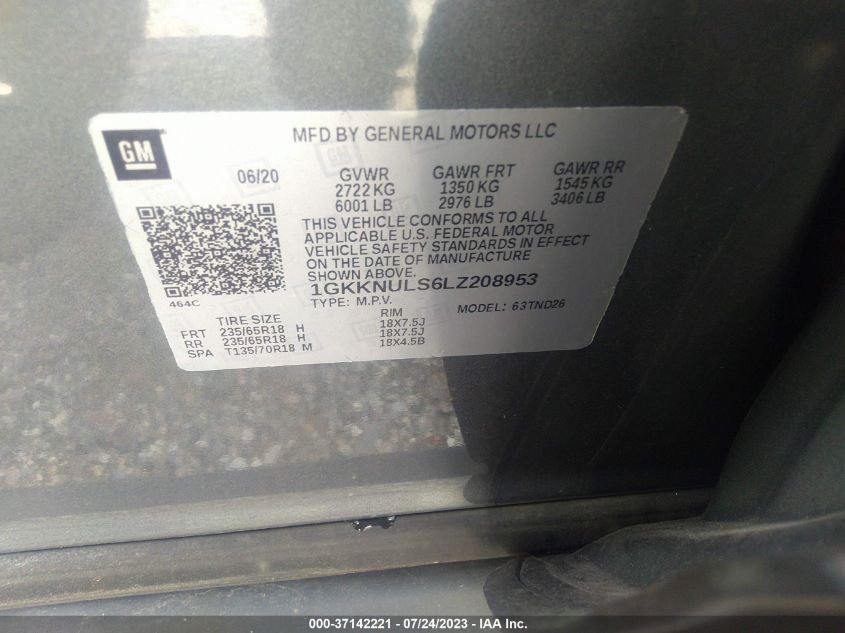 GM
MFD BY GENERAL MOTORS LLC
06/20 GVWR GAWR FRT GAWR RR
2722 KG 1350 KG 1545 KG
6001 LB 2976 LB 3406 LB
THIS VEHICLE CONFORMS TO ALL
APPLICABLE U.S. FEDERAL MOTOR
VEHICLE SAFETY STANDARDS IN EFFECT
ON THE DATE OF MANUFACTURE
SHOWN ABOVE.
1GKKNULS6LZ208953
464C
TYPE: M.P.V. MODEL: 63TND26
TIRE SIZE RIM
FRT 235/65R18 H 18X7.5J
RR 235/65R18 H 18X7.5J
SPA T135/70R18 M 18X4.5B
000-37142221 - 07/24/2023 - IAA Inc.